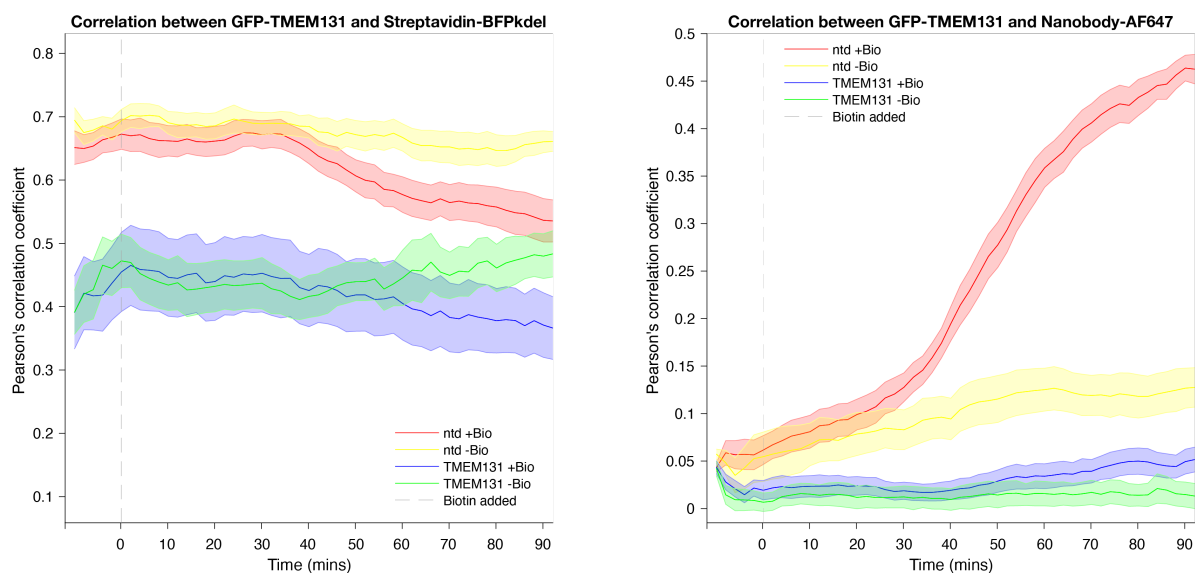 Correlation between GFP-TMEM131 and Streptavidin-BFPkdel
0.8
0.7
0.6
0.5
0.4
0.3
0.2
0.1
Pearson's correlation coefficient
0 10 20 30 40 50 60 70 80 90
Time (mins)
ntd +Bio
ntd -Bio
TMEM131 +Bio
TMEM131 -Bio
Biotin added
Correlation between GFP-TMEM131 and Nanobody-AF647
0.5
0.45
0.4
0.35
0.3
0.25
0.2
0.15
0.1
0.05
0
Pearson's correlation coefficient
0 10 20 30 40 50 60 70 80 90
Time (mins)
ntd +Bio
ntd -Bio
TMEM131 +Bio
TMEM131 -Bio
Biotin added